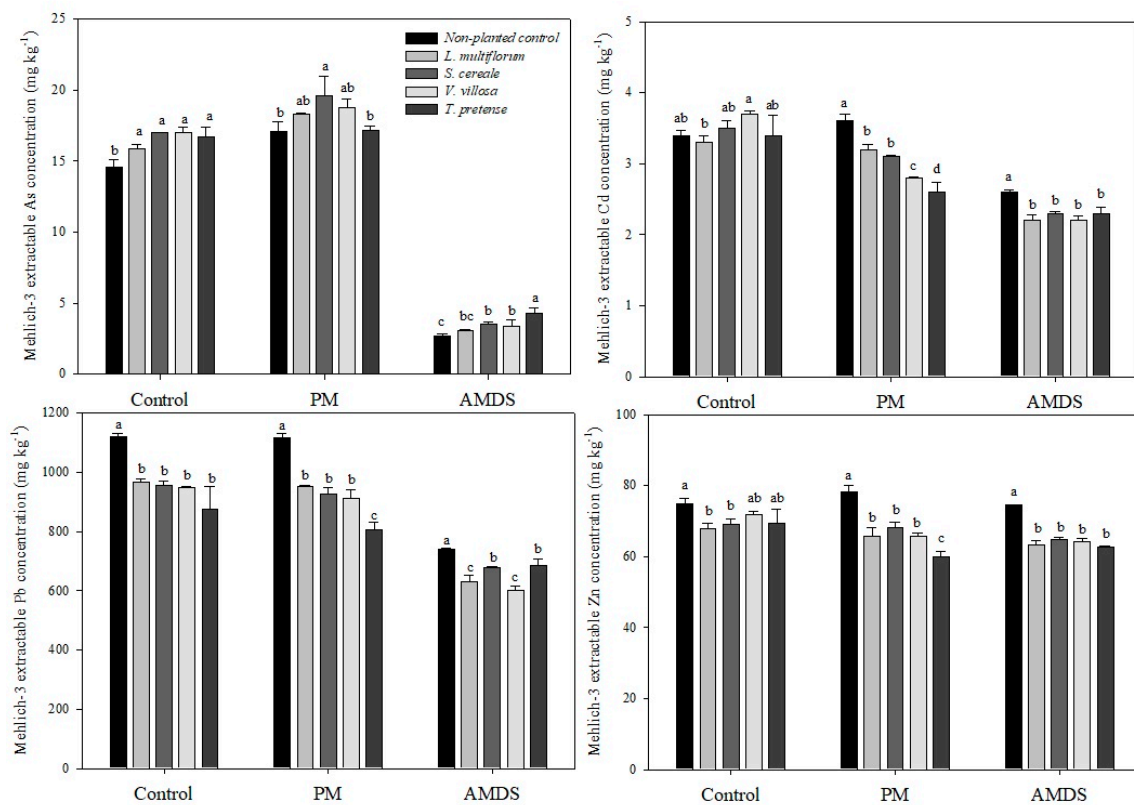 Mehlich-3 extractable As concentration (mg kg⁻¹)
25
20
15
10
5
0
Non-planted control
L. multiflorum
S. cereale
V. villosa
T. pretense
b a a a a
b ab a ab b
c bc b b a
Control PM AMDS
Mehlich-3 extractable Cd concentration (mg kg⁻¹)
5
4
3
2
1
0
ab b ab a ab
a b b c d
a b b b b
Control PM AMDS
Mehlich-3 extractable Pb concentration (mg kg⁻¹)
1200
1000
800
600
400
200
0
a b b b b
a b b b c
a c b c b
Control PM AMDS
Mehlich-3 extractable Zn concentration (mg kg⁻¹)
100
80
60
40
20
0
a b b ab ab
a b b b c
a b b b b
Control PM AMDS